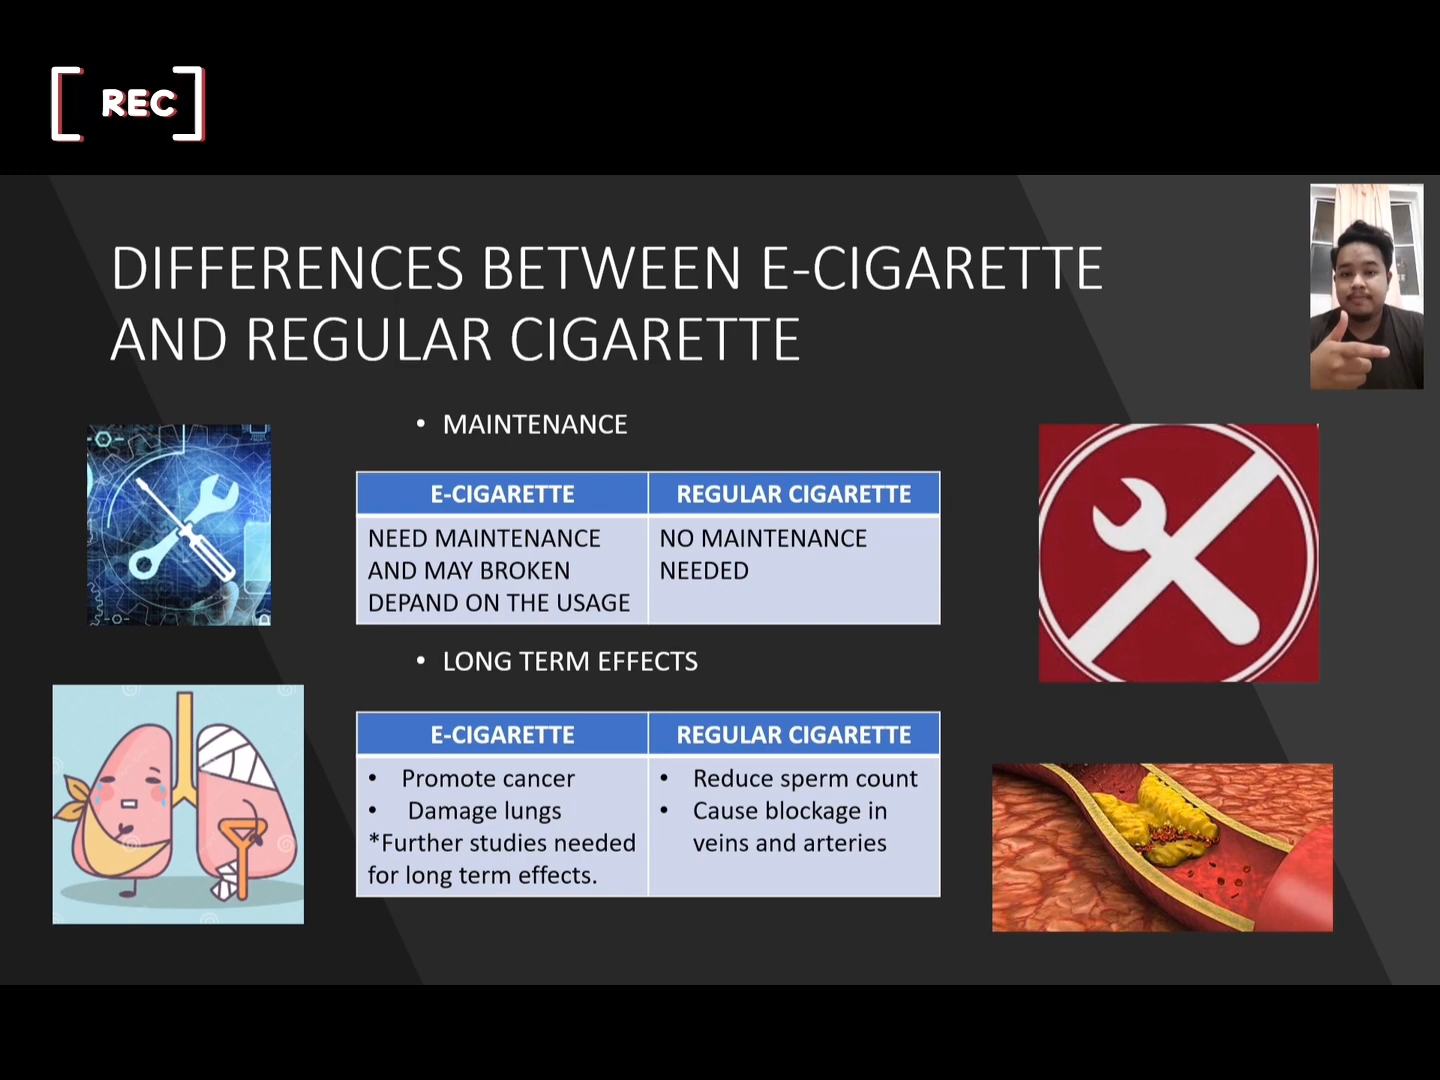 REC
DIFFERENCES BETWEEN E-CIGARETTE
AND REGULAR CIGARETTE
• MAINTENANCE
E-CIGARETTE
REGULAR CIGARETTE
NEED MAINTENANCE
AND MAY BROKEN
DEPAND ON THE USAGE
NO MAINTENANCE
NEEDED
• LONG TERM EFFECTS
E-CIGARETTE
REGULAR CIGARETTE
• Promote cancer
• Damage lungs
*Further studies needed
for long term effects.
• Reduce sperm count
• Cause blockage in
veins and arteries